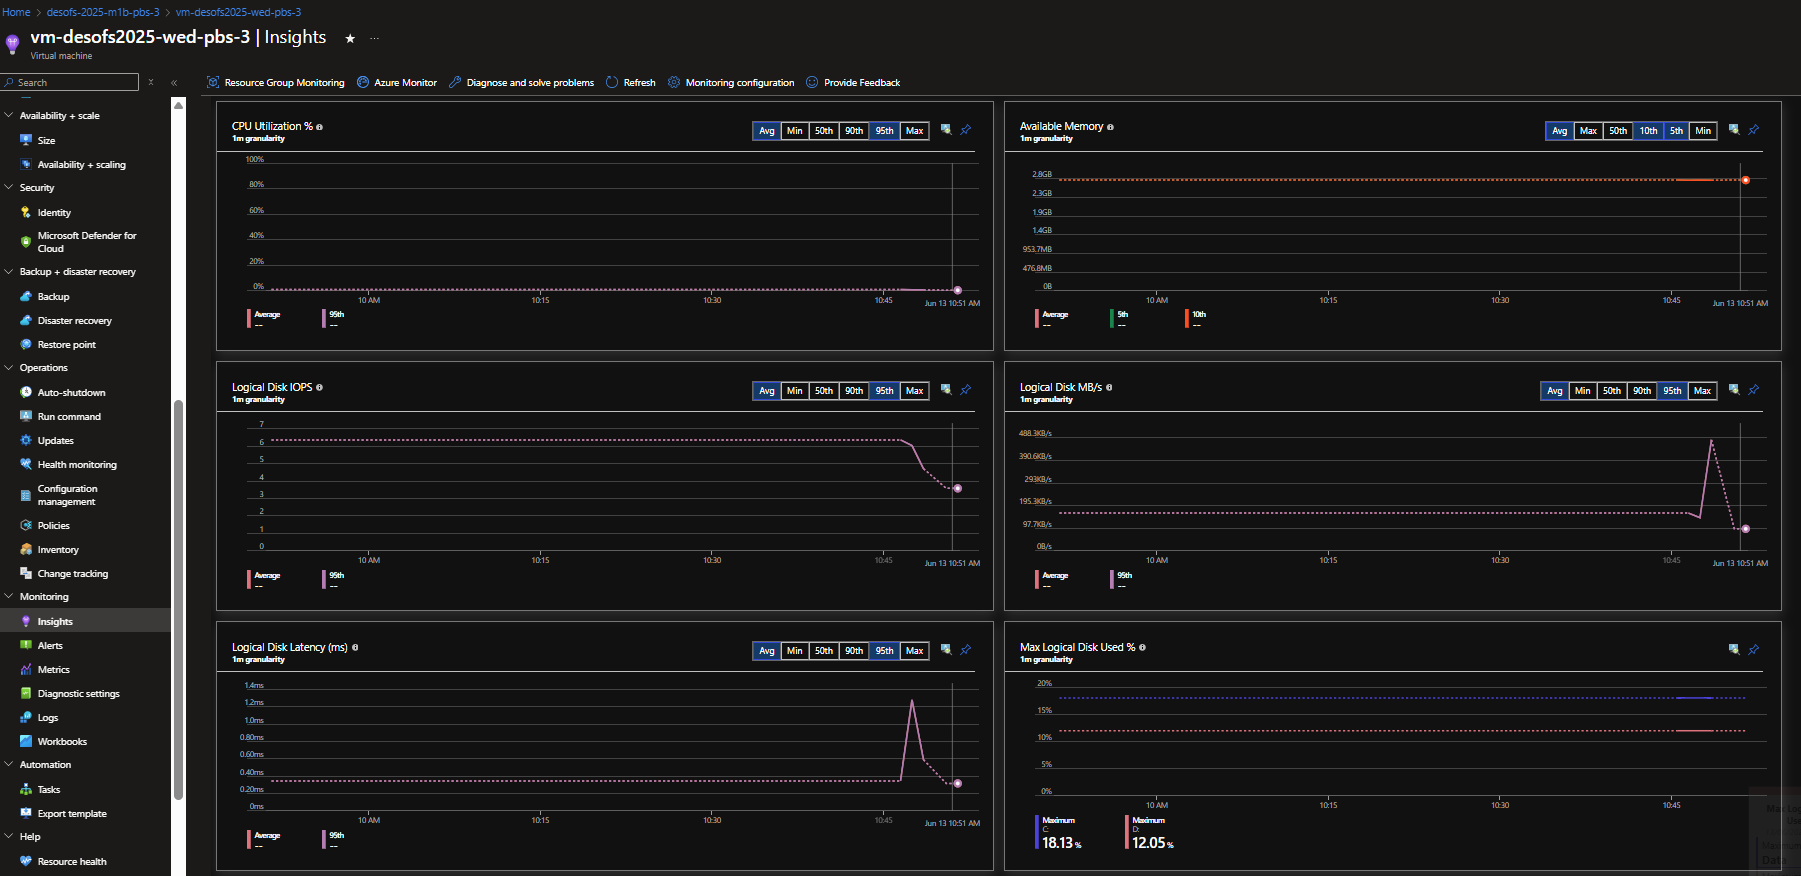 Home > desofs-2025-m1b-pbs-3 > vm-desofs2025-wed-pbs-3
vm-desofs2025-wed-pbs-3 | Insights ★ ...
Virtual machine
Search
Resource Group Monitoring Azure Monitor Diagnose and solve problems Refresh Monitoring configuration Provide Feedback
Availability + scale
Size
Availability + scaling
Security
Identity
Microsoft Defender for
Cloud
Backup + disaster recovery
Backup
Disaster recovery
Restore point
Operations
Auto-shutdown
Run command
Updates
Health monitoring
Configuration
management
Policies
Inventory
Change tracking
Monitoring
Insights
Alerts
Metrics
Diagnostic settings
Logs
Workbooks
Automation
Tasks
Export template
Help
Resource health
CPU Utilization %
1m granularity
Avg Min 50th 90th 95th Max
100%
80%
60%
40%
20%
0%
10 AM 10:15 10:30 10:45 Jun 13 10:51 AM
Average 95th
-- --
Available Memory
1m granularity
Avg Max 50th 10th 5th Min
2.8GB
2.3GB
1.9GB
1.4GB
953.7MB
476.8MB
0B
10 AM 10:15 10:30 10:45 Jun 13 10:51 AM
Average 5th 10th
-- -- --
Logical Disk IOPS
1m granularity
Avg Min 50th 90th 95th Max
7
6
5
4
3
2
1
0
10 AM 10:15 10:30 10:45 Jun 13 10:51 AM
Average 95th
-- --
Logical Disk MB/s
1m granularity
Avg Min 50th 90th 95th Max
488.3KB/s
390.6KB/s
293KB/s
195.3KB/s
97.7KB/s
0B/s
10 AM 10:15 10:30 10:45 Jun 13 10:51 AM
Average 95th
-- --
Logical Disk Latency (ms)
1m granularity
Avg Min 50th 90th 95th Max
1.4ms
1.2ms
1.0ms
0.80ms
0.60ms
0.40ms
0.20ms
0ms
10 AM 10:15 10:30 10:45 Jun 13 10:51 AM
Average 95th
-- --
Max Logical Disk Used %
1m granularity
20%
15%
10%
5%
0%
10 AM 10:15 10:30 10:45
Maximum Maximum
C: D:
18.13 % 12.05 %